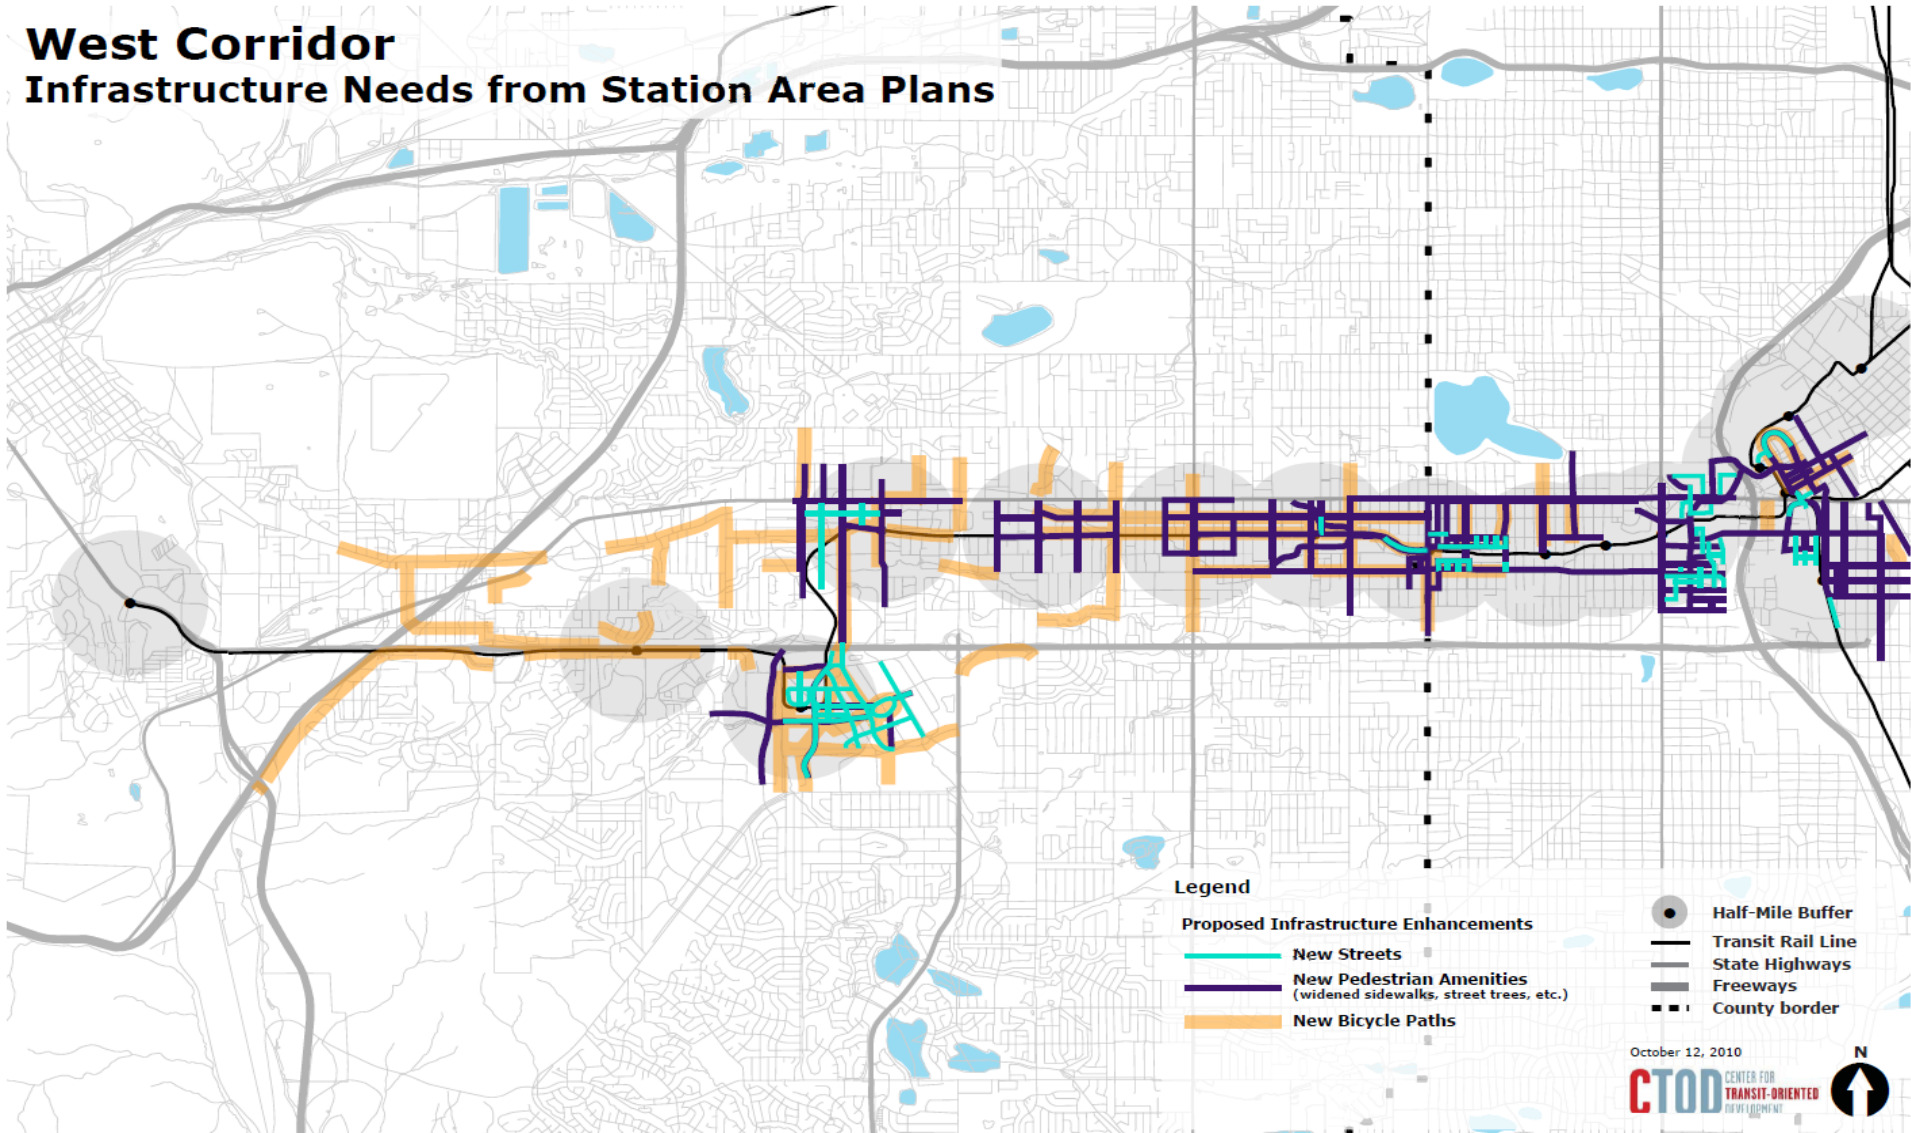 West Corridor
Infrastructure Needs from Station Area Plans
Legend
Proposed Infrastructure Enhancements
New Streets
New Pedestrian Amenities
(widened sidewalks, street trees, etc.)
New Bicycle Paths
Half-Mile Buffer
Transit Rail Line
State Highways
Freeways
County border
October 12, 2010
N
CTOD
CENTER FOR
TRANSIT-ORIENTED
DEVELOPMENT